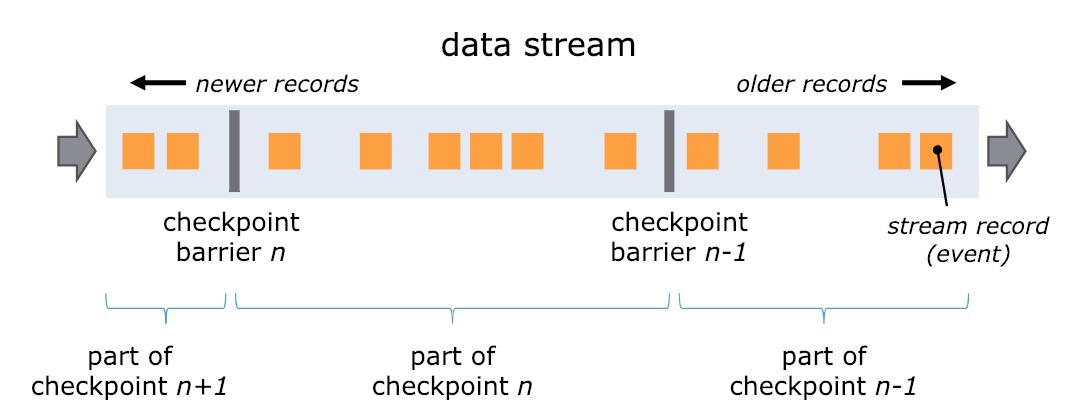 data stream
newer records
older records
checkpoint
barrier n
checkpoint
barrier n-1
stream record
(event)
part of
checkpoint n+1
part of
checkpoint n
part of
checkpoint n-1